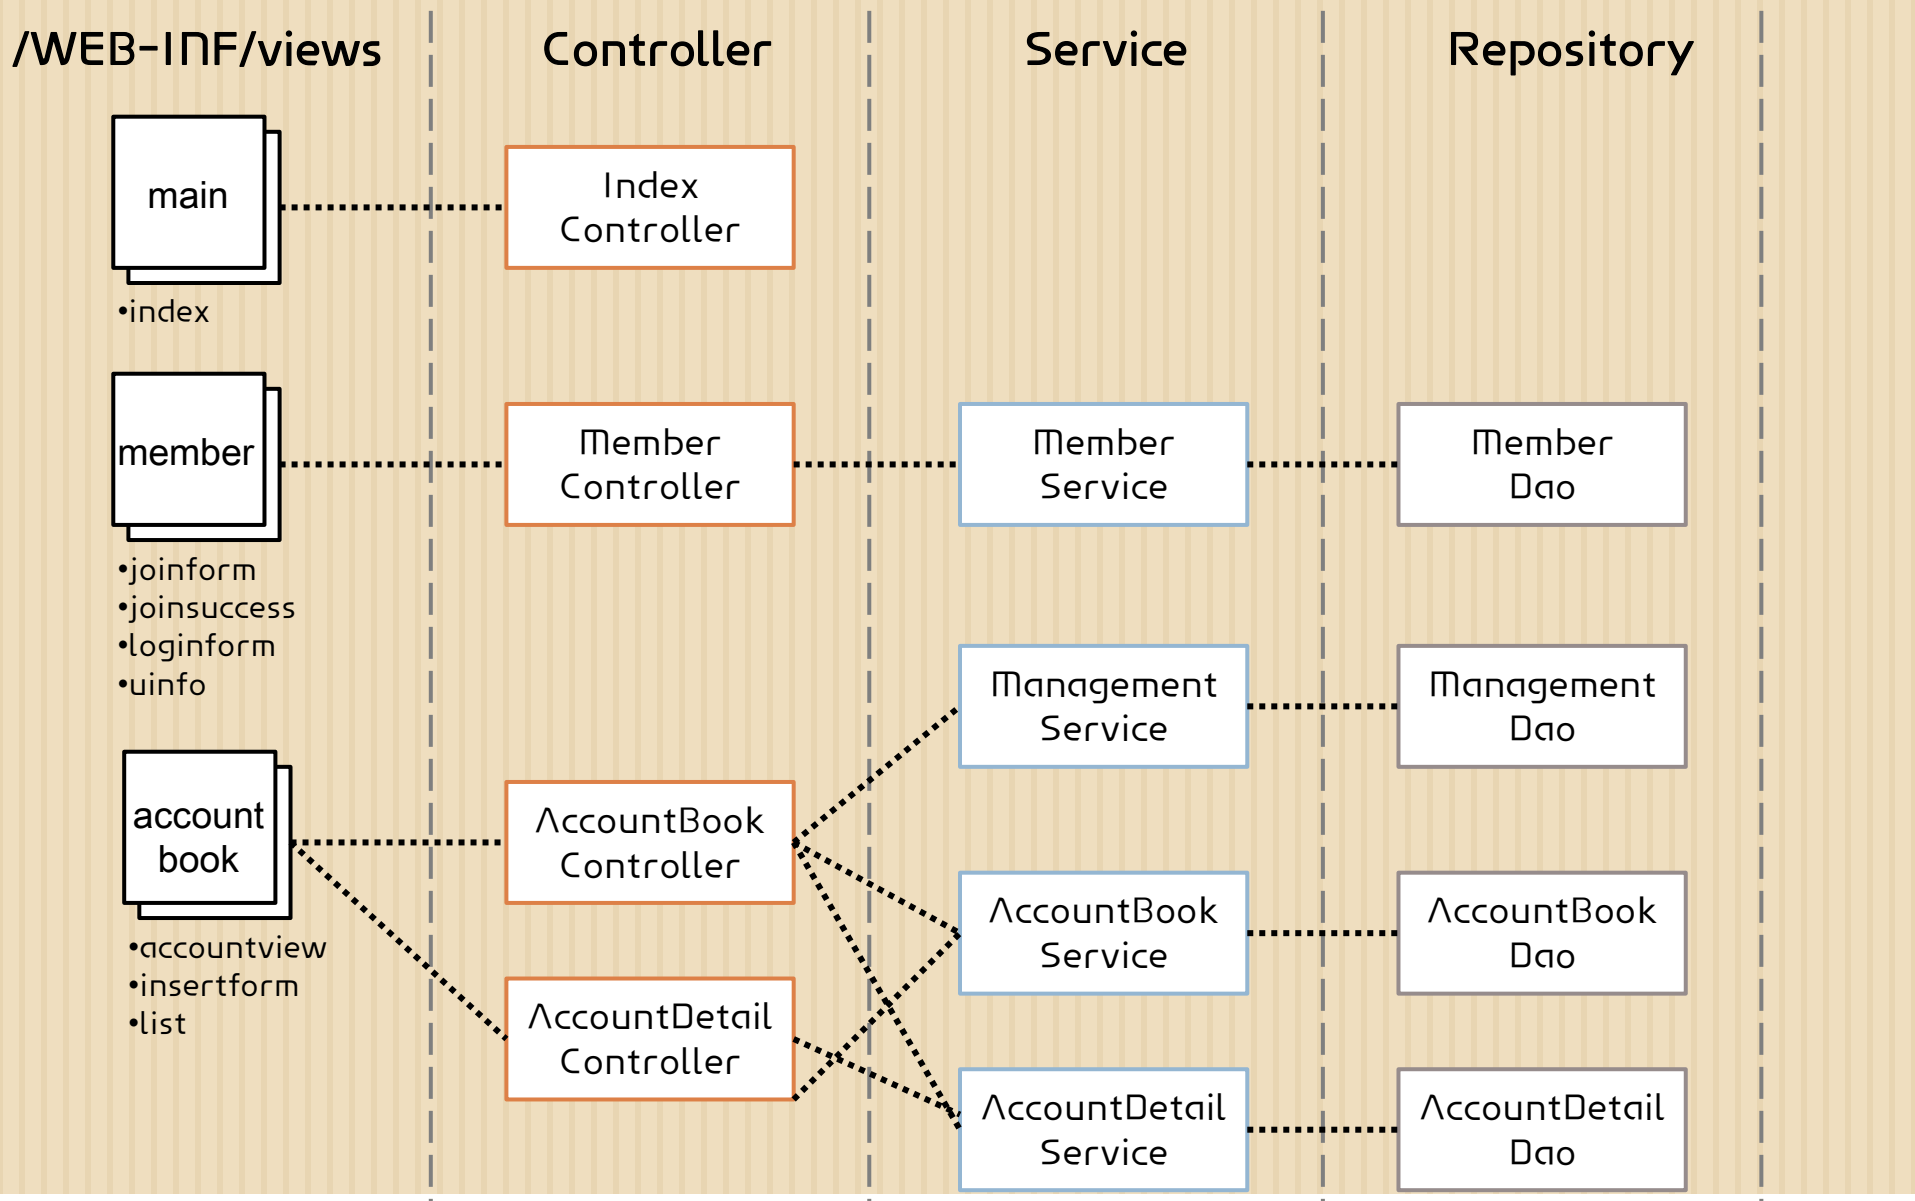 /WEB-INF/views
Controller
Service
Repository
main
•index
Index
Controller
member
•joinform
•joinsuccess
•loginform
•uinfo
Member
Controller
Member
Service
Member
Dao
Management
Service
Management
Dao
account
book
•accountview
•insertform
•list
AccountBook
Controller
AccountBook
Service
AccountBook
Dao
AccountDetail
Controller
AccountDetail
Service
AccountDetail
Dao